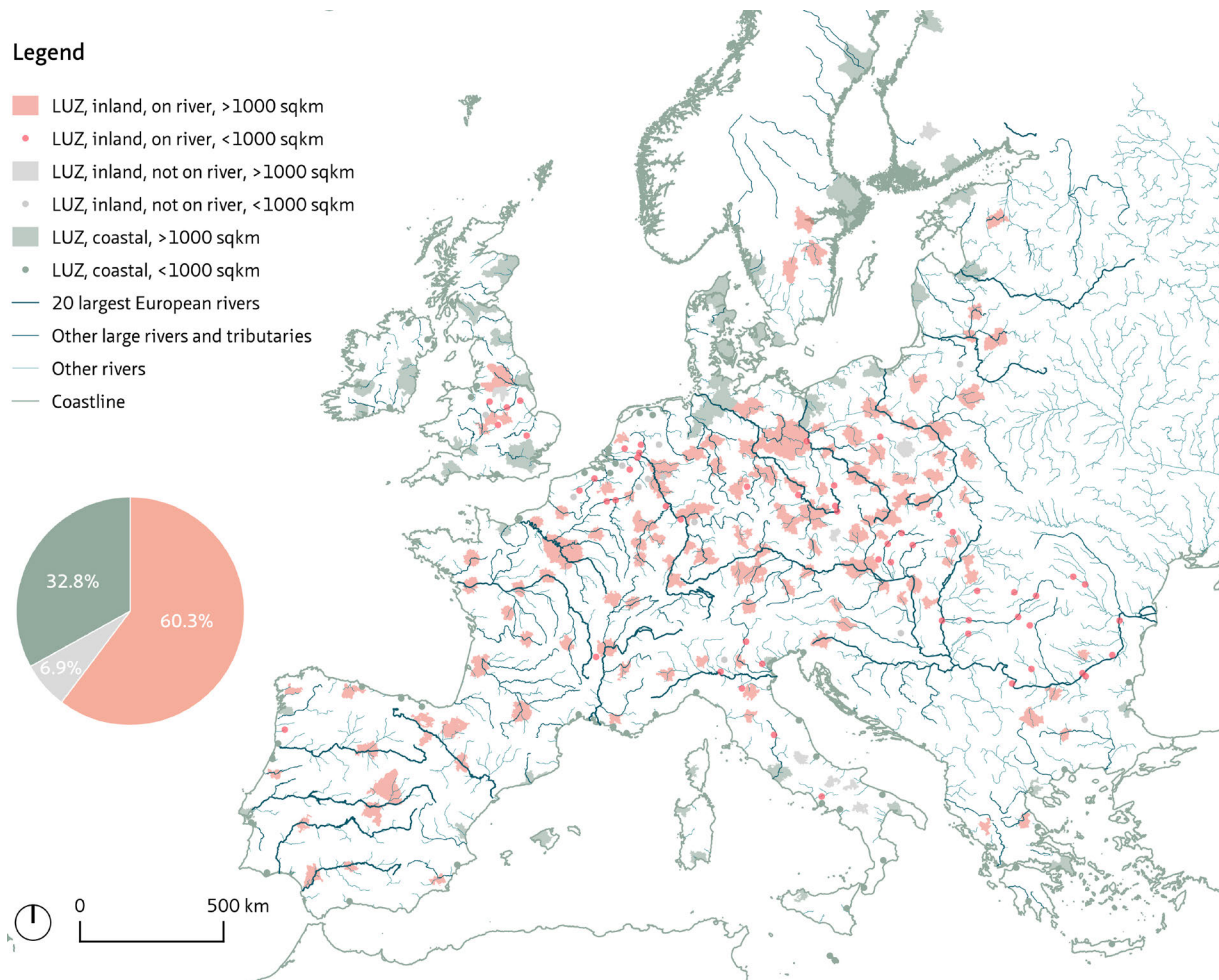 Legend
LUZ, inland, on river, >1000 sqkm
LUZ, inland, on river, <1000 sqkm
LUZ, inland, not on river, >1000 sqkm
LUZ, inland, not on river, <1000 sqkm
LUZ, coastal, >1000 sqkm
LUZ, coastal, <1000 sqkm
20 largest European rivers
Other large rivers and tributaries
Other rivers
Coastline
32.8%
60.3%
6.9%
0 500 km